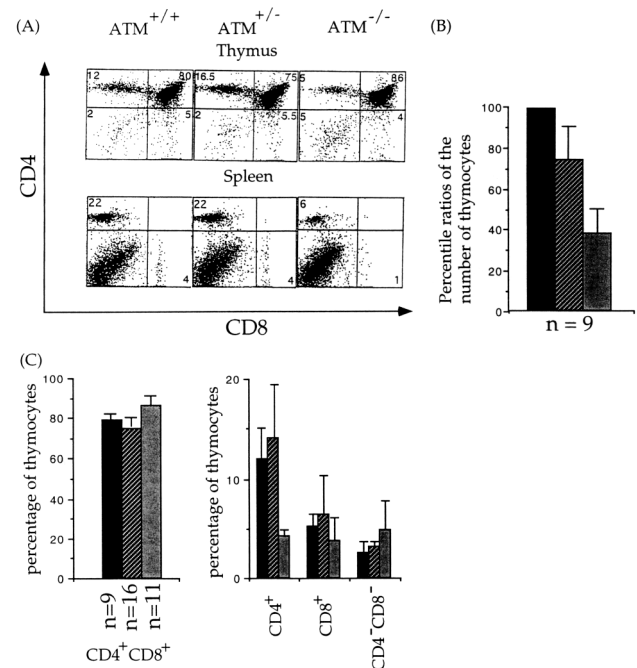 (A)
ATM+/+ ATM+/- ATM-/-
Thymus
12 80 16.5 75 5 86
2 5 2 5.5 5 4
Spleen
22 22 6
4 4 1
CD4
CD8
(B)
100
80
60
40
20
0
Percentile ratios of the
number of thymocytes
n = 9
(C)
100
80
60
40
20
0
percentage of thymocytes
n=9
n=16
n=11
CD4+CD8+
20
10
0
percentage of thymocytes
CD4+
CD8+
CD4-CD8-